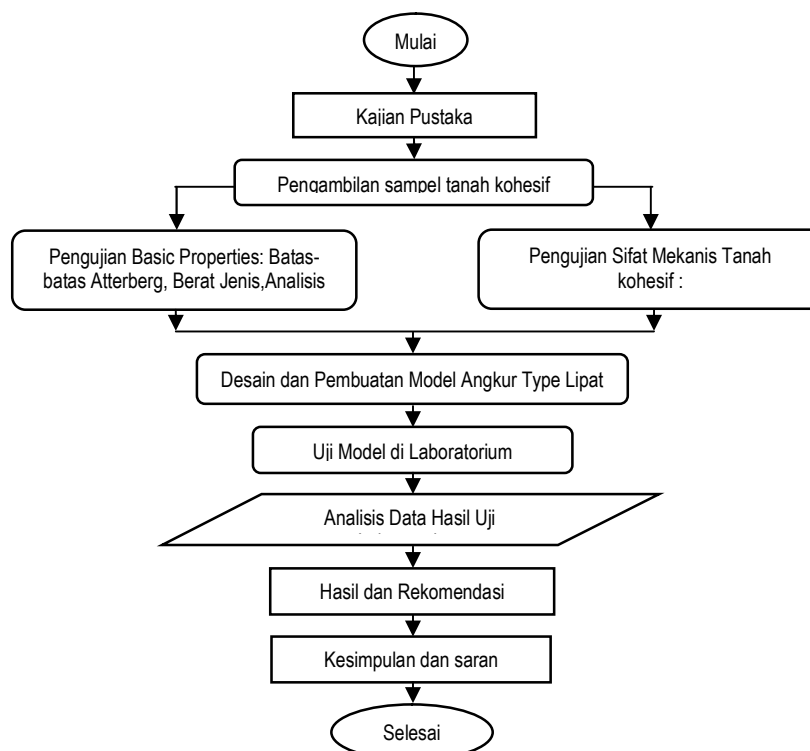 Mulai
Kajian Pustaka
Pengambilan sampel tanah kohesif
Pengujian Basic Properties: Batas-
batas Atterberg, Berat Jenis,Analisis
Pengujian Sifat Mekanis Tanah
kohesif :
Desain dan Pembuatan Model Angkur Type Lipat
Uji Model di Laboratorium
Analisis Data Hasil Uji
Hasil dan Rekomendasi
Kesimpulan dan saran
Selesai